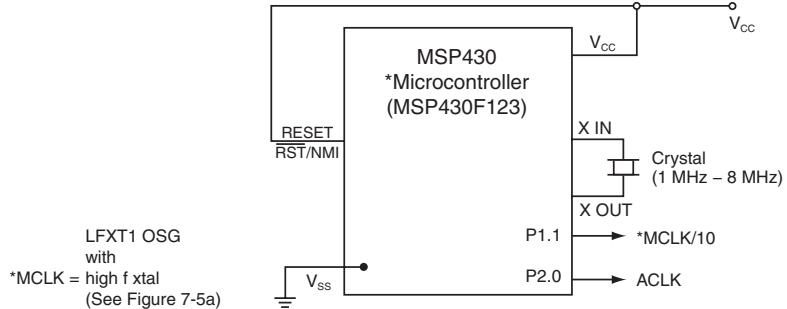 V_CC
MSP430
*Microcontroller
(MSP430F123)
V_CC
RESET
RST/NMI
X IN
Crystal
(1 MHz – 8 MHz)
X OUT
P1.1
*MCLK/10
P2.0
ACLK
V_SS
LFXT1 OSG
with
*MCLK = high f xtal
(See Figure 7-5a)